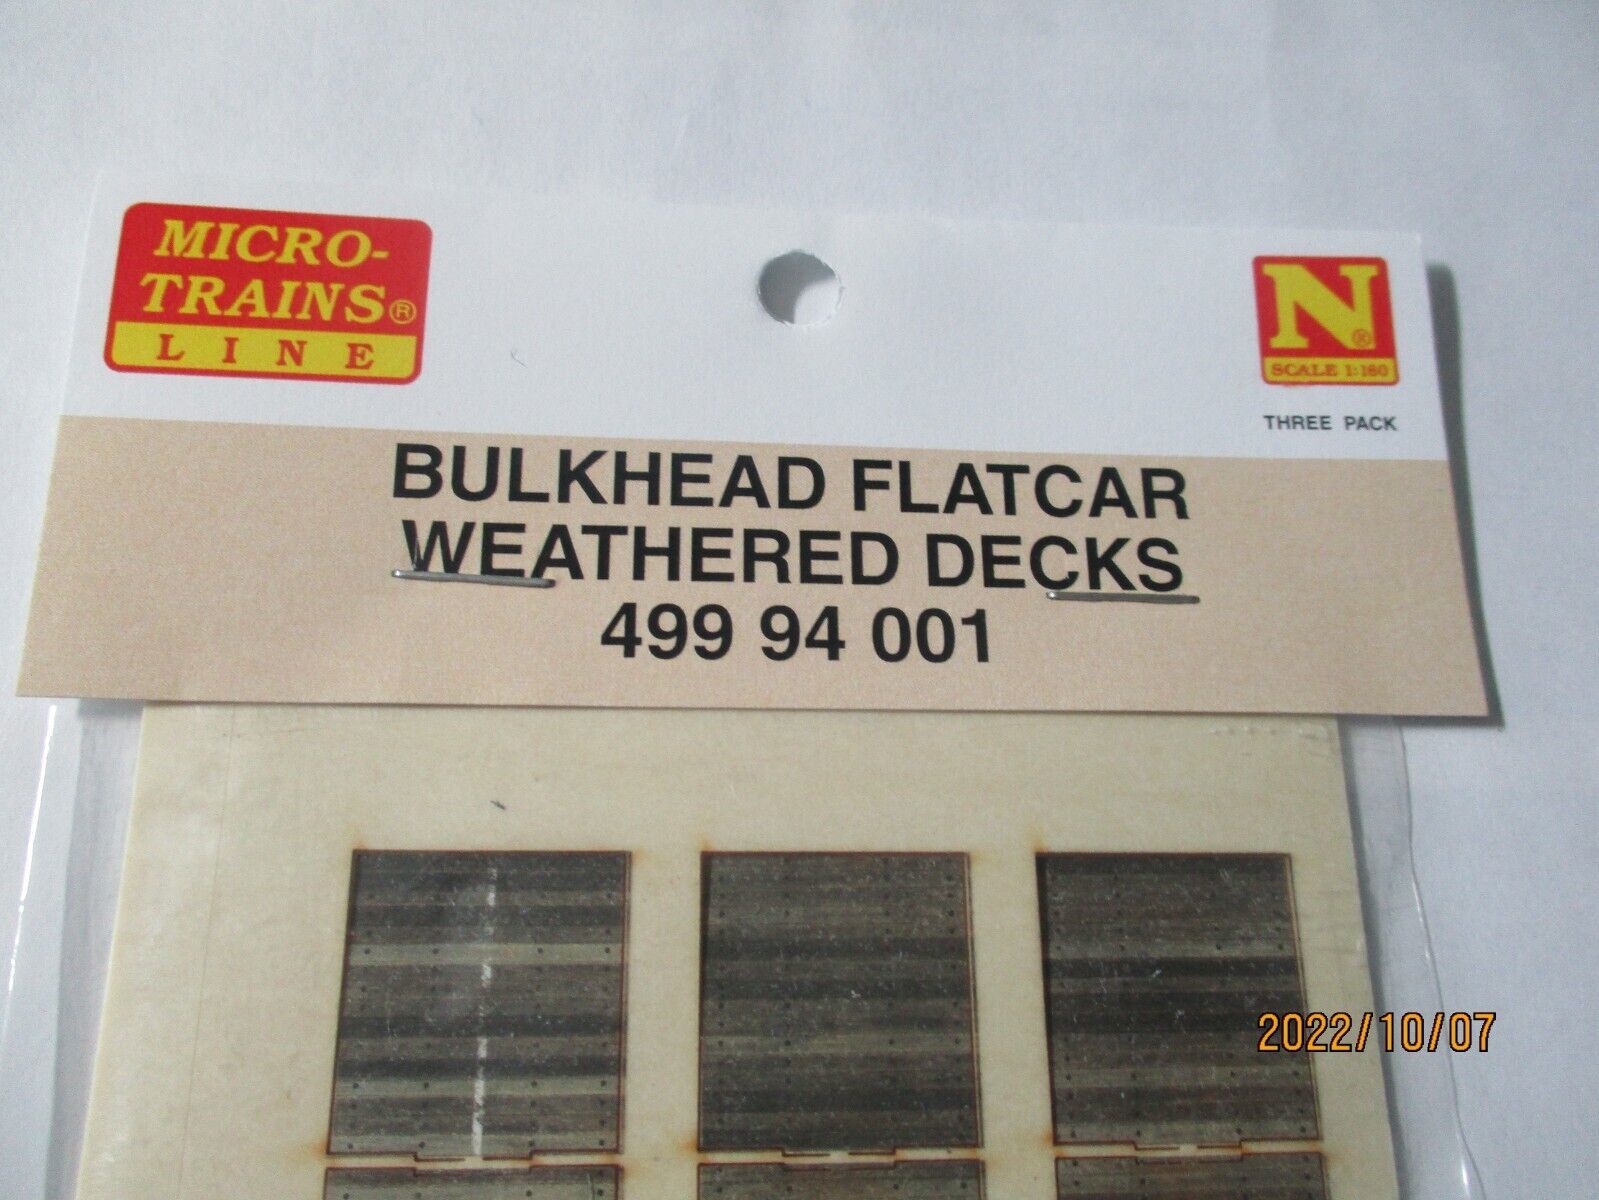 MICRO-
TRAINS®
LINE
N®
SCALE 1:160
THREE PACK
BULKHEAD FLATCAR
WEATHERED DECKS
499 94 001
2022/10/07